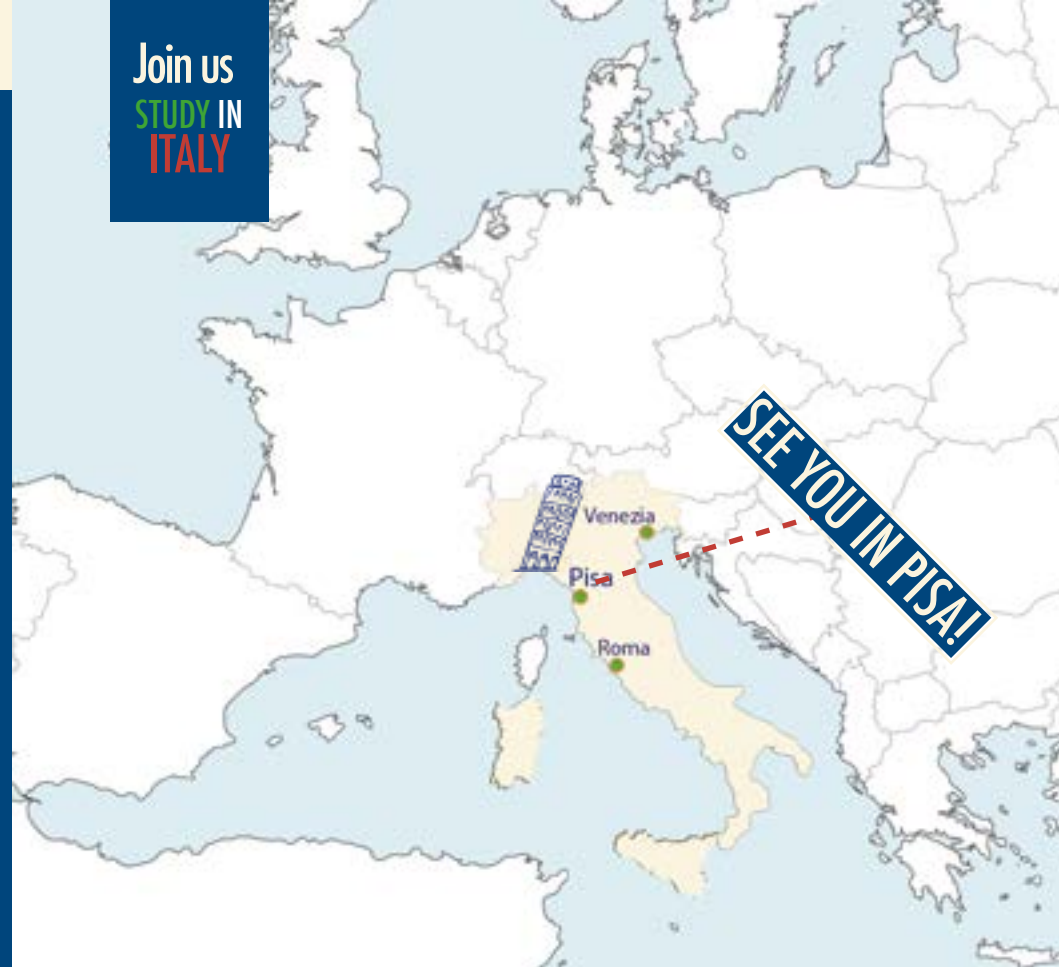 Join us
STUDY IN
ITALY
SEE YOU IN PISA!
Venezia
Pisa
Roma